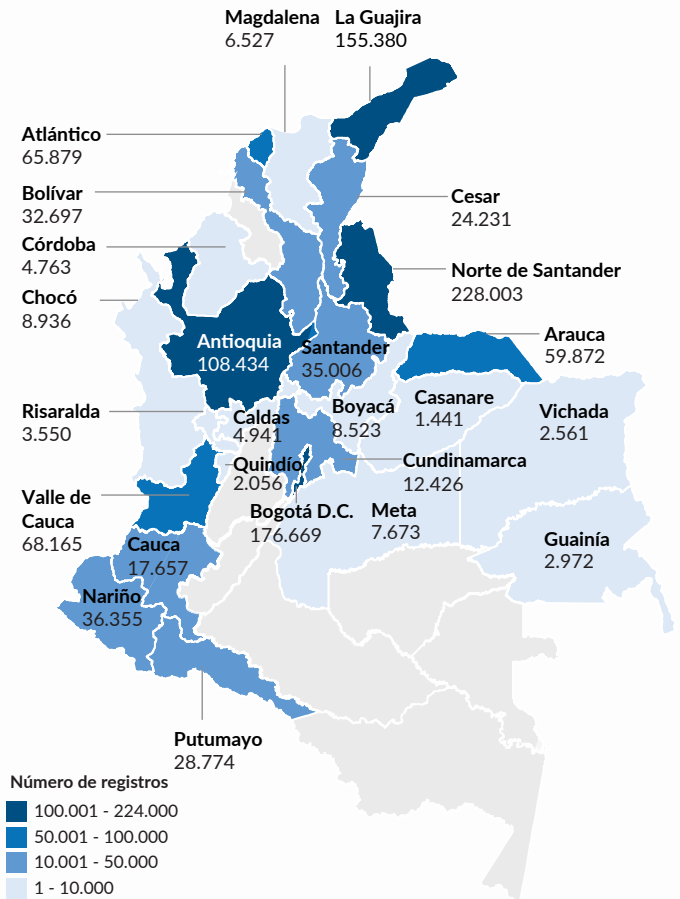 Magdalena
6.527
La Guajira
155.380
Atlántico
65.879
Bolívar
32.697
Cesar
24.231
Córdoba
4.763
Norte de Santander
228.003
Chocó
8.936
Arauca
59.872
Antioquia
108.434
Santander
35.006
Casanare
1.441
Boyacá
8.523
Vichada
2.561
Risaralda
3.550
Caldas
4.941
Cundinamarca
12.426
Quindío
2.056
Valle de
Cauca
68.165
Bogotá D.C.
176.669
Meta
7.673
Guainía
2.972
Cauca
17.657
Nariño
36.355
Putumayo
28.774
Número de registros
100.001 - 224.000
50.001 - 100.000
10.001 - 50.000
1 - 10.000